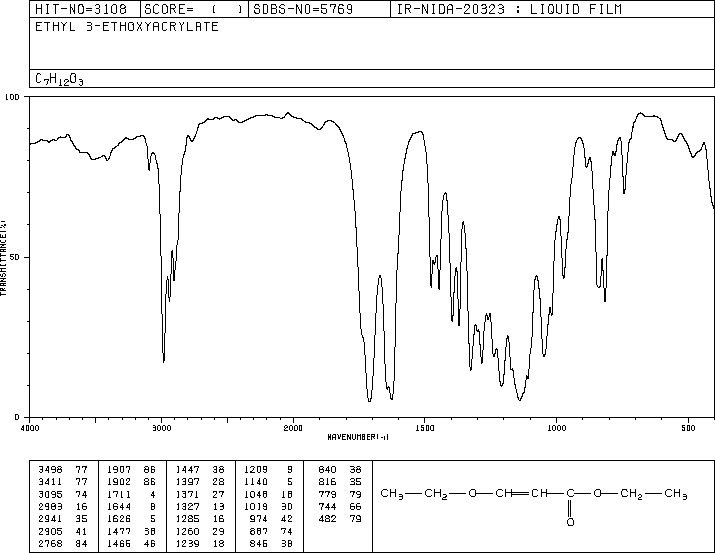 HIT-NO=3108 SCORE= ( ) SDBS-NO=5769 IR-NIDA-20323 : LIQUID FILM
ETHYL 3-ETHOXYACRYLATE
C7H12O3
100
50
0
TRANSMITTANCE(%)
4000 3000 2000 1500 1000 500
WAVENUMBER(-1)
3498 77 1907 86 1447 38 1209 9 840 38
3411 77 1902 86 1397 28 1140 5 816 35
3095 74 1711 4 1371 27 1048 18 779 79
2983 16 1644 8 1327 13 1019 30 744 66
2941 35 1626 5 1285 16 974 42 482 79
2905 41 1477 38 1260 29 887 74
2768 84 1466 46 1239 18 846 38
CH3 CH2 O CH CH C O CH2 CH3
O